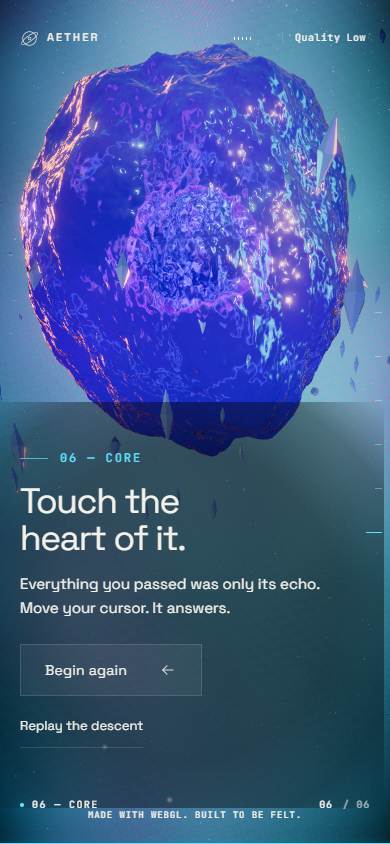 AETHER
Quality Low
06 — CORE
Touch the
heart of it.
Everything you passed was only its echo.
Move your cursor. It answers.
Begin again
Replay the descent
06 — CORE
06 / 06
MADE WITH WEBGL. BUILT TO BE FELT.